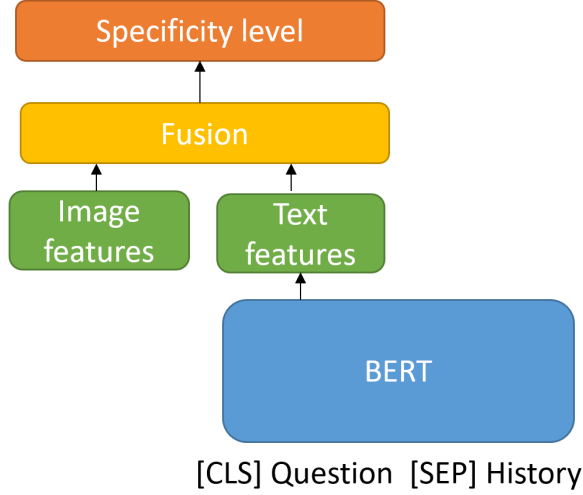 Specificity level
Fusion
Image
features
Text
features
BERT
[CLS] Question [SEP] History